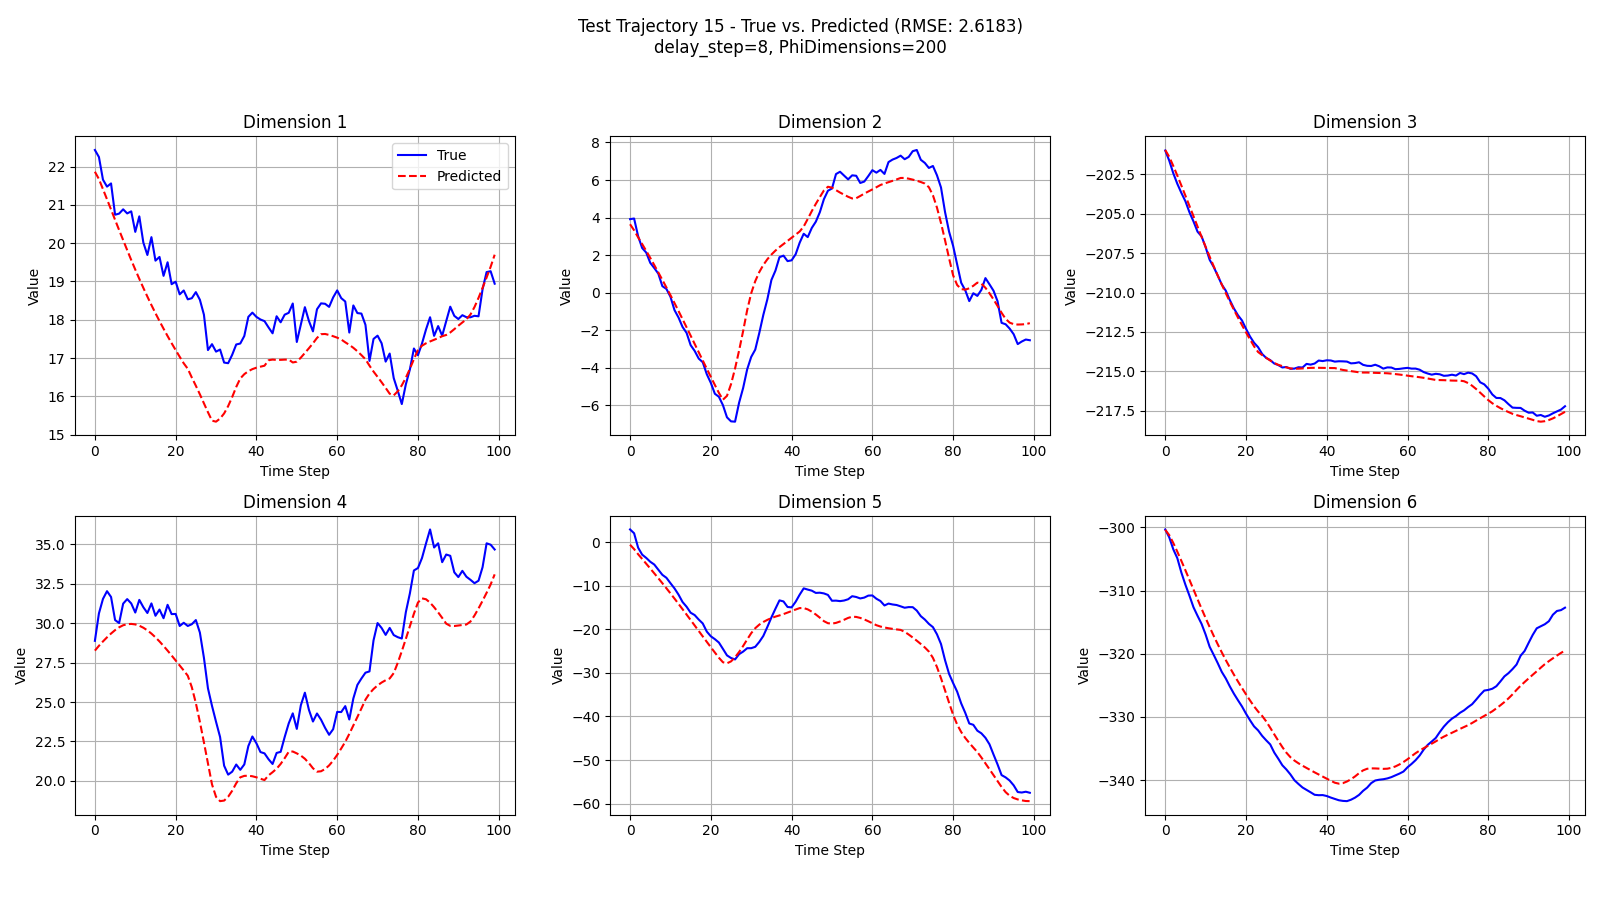 Test Trajectory 15 - True vs. Predicted (RMSE: 2.6183)
delay_step=8, PhiDimensions=200
Dimension 1
Value
22
21
20
19
18
17
16
15
True
Predicted
0 20 40 60 80 100
Time Step
Dimension 2
Value
8
6
4
2
0
−2
−4
−6
0 20 40 60 80 100
Time Step
Dimension 3
Value
−202.5
−205.0
−207.5
−210.0
−212.5
−215.0
−217.5
0 20 40 60 80 100
Time Step
Dimension 4
Value
35.0
32.5
30.0
27.5
25.0
22.5
20.0
0 20 40 60 80 100
Time Step
Dimension 5
Value
0
−10
−20
−30
−40
−50
−60
0 20 40 60 80 100
Time Step
Dimension 6
Value
−300
−310
−320
−330
−340
0 20 40 60 80 100
Time Step